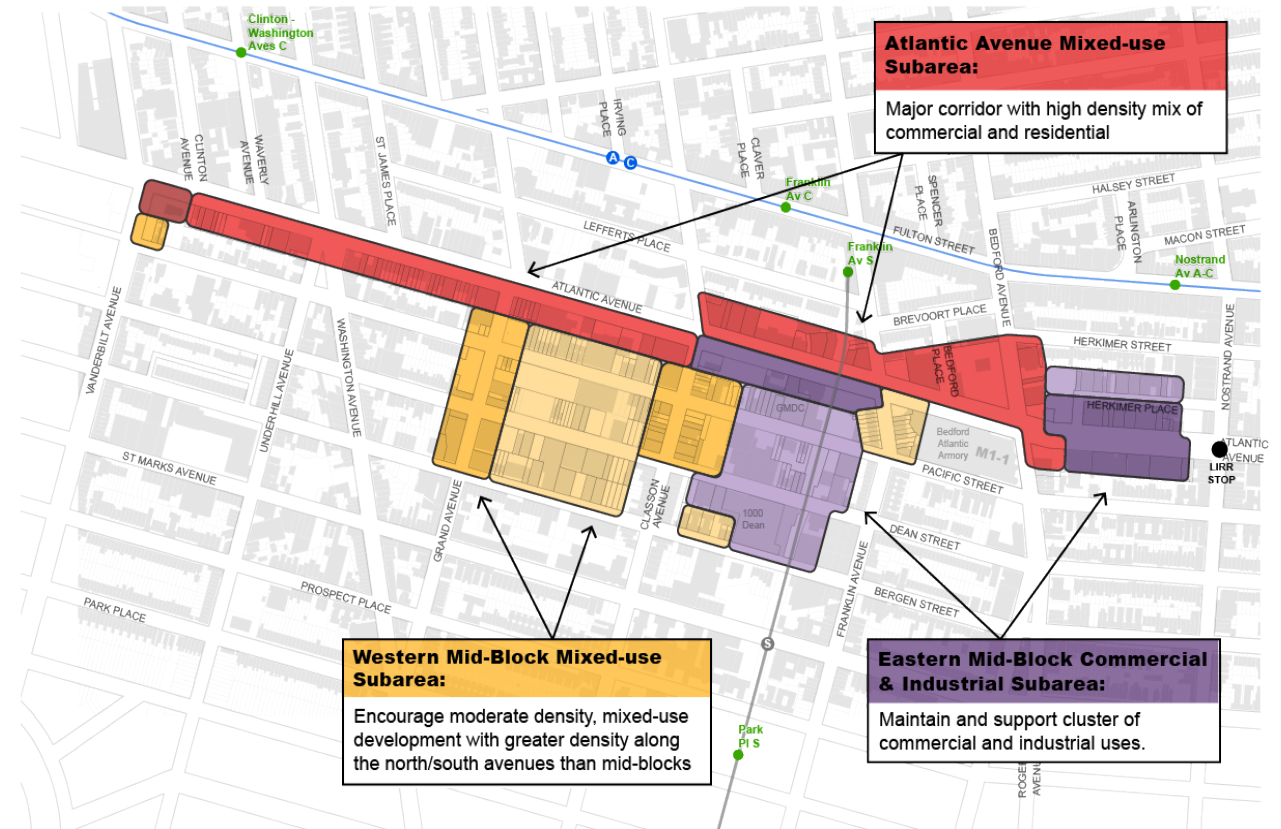 Clinton -
Washington
Aves C
Atlantic Avenue Mixed-use
Subarea:
Major corridor with high density mix of
commercial and residential
IRVING
PLACE
CLINTON
AVENUE
WAVERLY
AVENUE
ST JAMES PLACE
A
C
CLAVER
PLACE
Franklin
Av C
SPENCER
PLACE
HALSEY STREET
ARLINGTON
PLACE
MACON STREET
LEFFERTS PLACE
FULTON STREET
BEDFORD AVENUE
Franklin
Av S
Nostrand
Av A-C
ATLANTIC AVENUE
BREVOORT PLACE
BEDFORD
PLACE
HERKIMER STREET
NOSTRAND AVENUE
VANDERBILT AVENUE
UNDERHILL AVENUE
WASHINGTON AVENUE
HERKIMER PLACE
GMDC
Bedford
Atlantic
Armory
M1-1
ATLANTIC
AVENUE
LIRR
STOP
ST MARKS AVENUE
PACIFIC STREET
GRAND AVENUE
CLASSON
AVENUE
1000
Dean
DEAN STREET
FRANKLIN AVENUE
BERGEN STREET
PROSPECT PLACE
PARK PLACE
S
Western Mid-Block Mixed-use
Subarea:
Encourage moderate density, mixed-use
development with greater density along
the north/south avenues than mid-blocks
Eastern Mid-Block Commercial
& Industrial Subarea:
Maintain and support cluster of
commercial and industrial uses.
Park
Pl S
AVENU